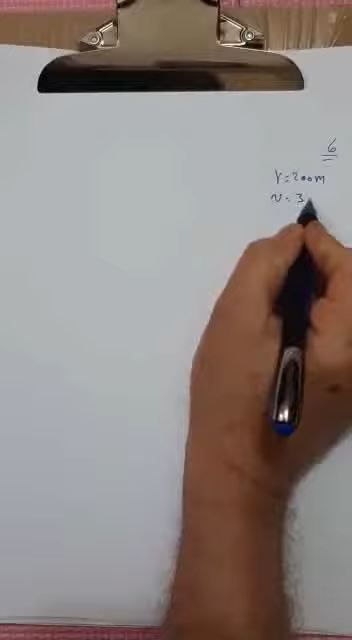 6
r = 200m
v = 3